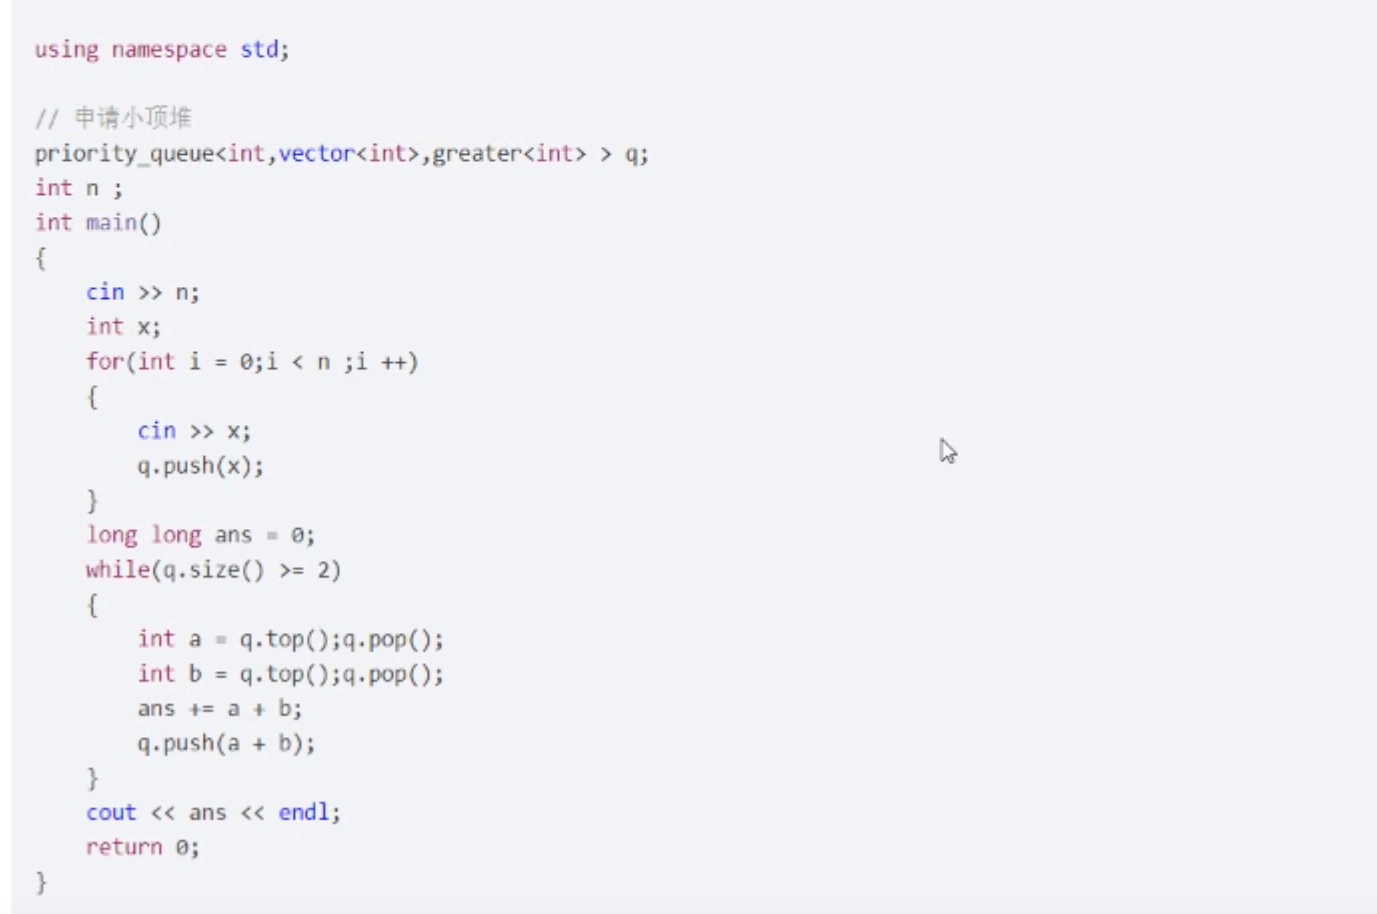 using namespace std;
// 申请小顶堆
priority_queue<int,vector<int>,greater<int> > q;
int n ;
int main()
{
    cin >> n;
    int x;
    for(int i = 0;i < n ;i ++)
    {
        cin >> x;
        q.push(x);
    }
    long long ans = 0;
    while(q.size() >= 2)
    {
        int a = q.top();q.pop();
        int b = q.top();q.pop();
        ans += a + b;
        q.push(a + b);
    }
    cout << ans << endl;
    return 0;
}